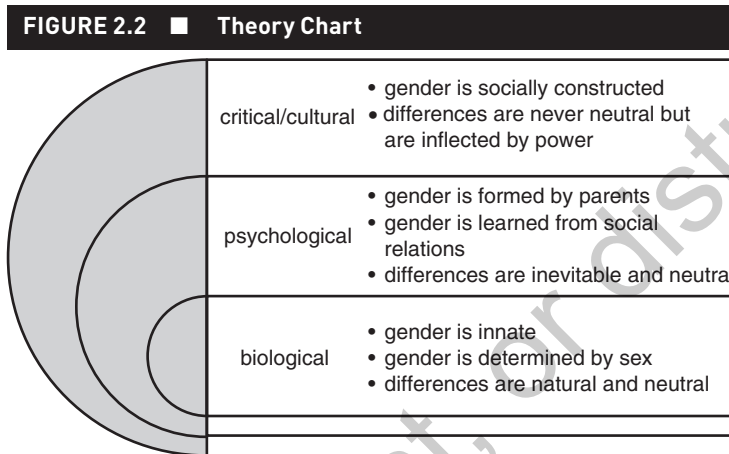 FIGURE 2.2 ■ Theory Chart
critical/cultural
• gender is socially constructed
• differences are never neutral but
are inflected by power
psychological
• gender is formed by parents
• gender is learned from social
relations
• differences are inevitable and neutra
biological
• gender is innate
• gender is determined by sex
• differences are natural and neutral
or distr